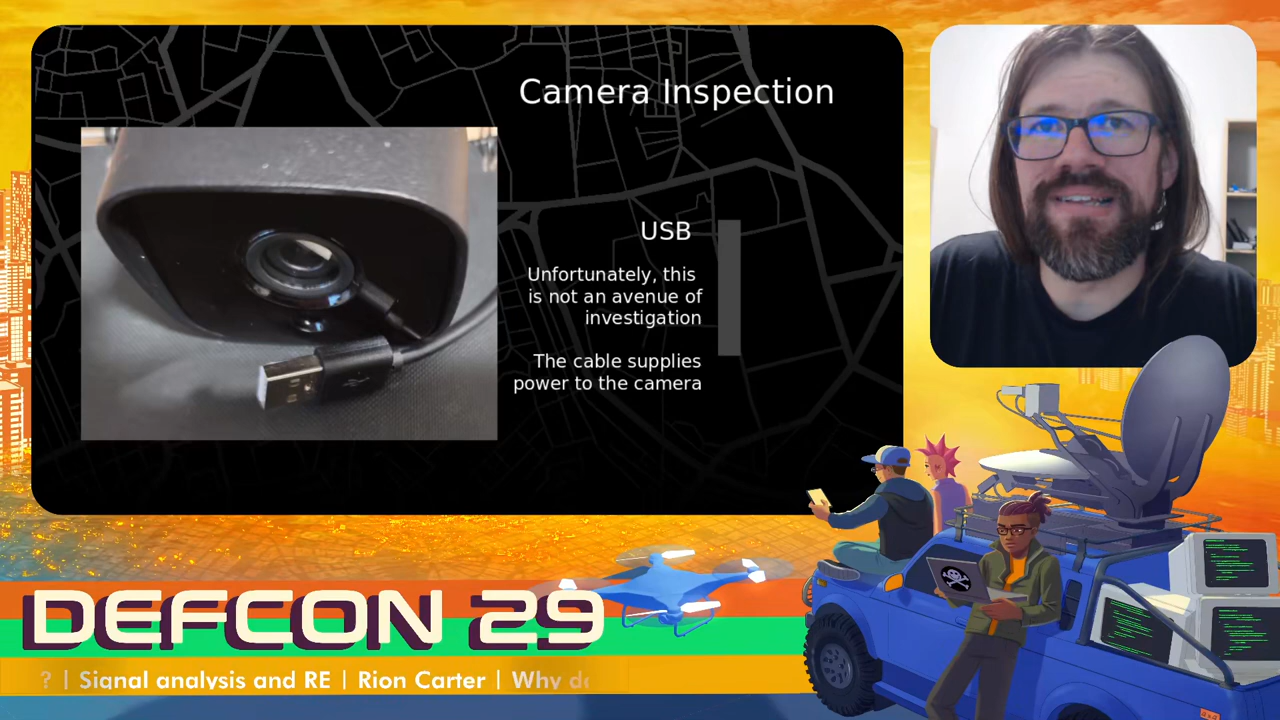 Camera Inspection
USB
Unfortunately, this
is not an avenue of
investigation
The cable supplies
power to the camera
DEFCON 29
? | Signal analysis and RE | Rion Carter | Why